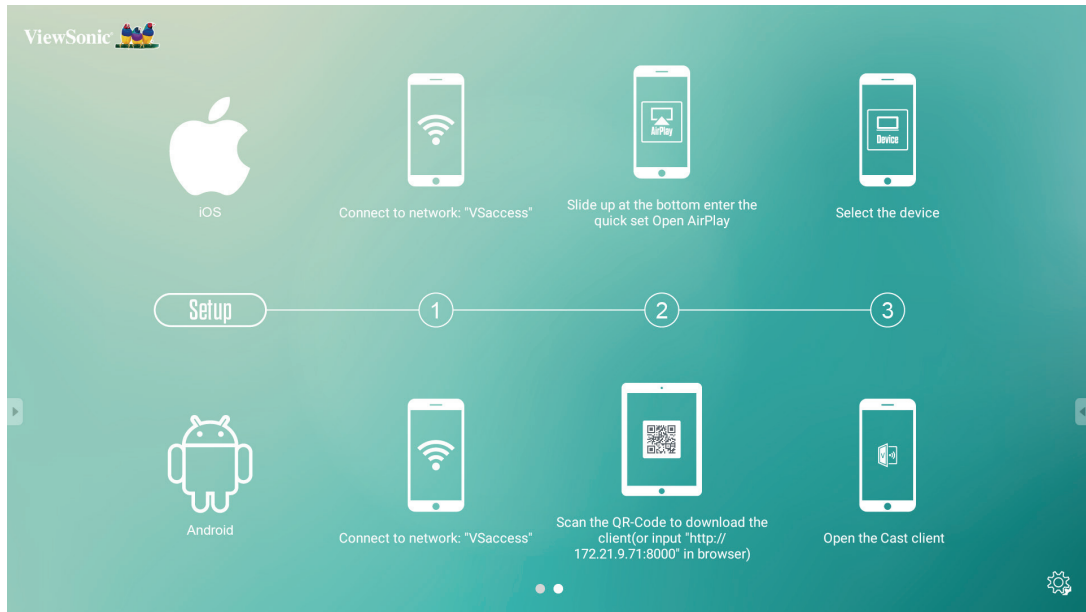 ViewSonic
AirPlay
Device
iOS
Connect to network: "VSaccess"
Slide up at the bottom enter the
quick set Open AirPlay
Select the device
Setup
1
2
3
Android
Connect to network: "VSaccess"
Scan the QR-Code to download the
client(or input "http://
172.21.9.71:8000" in browser)
Open the Cast client